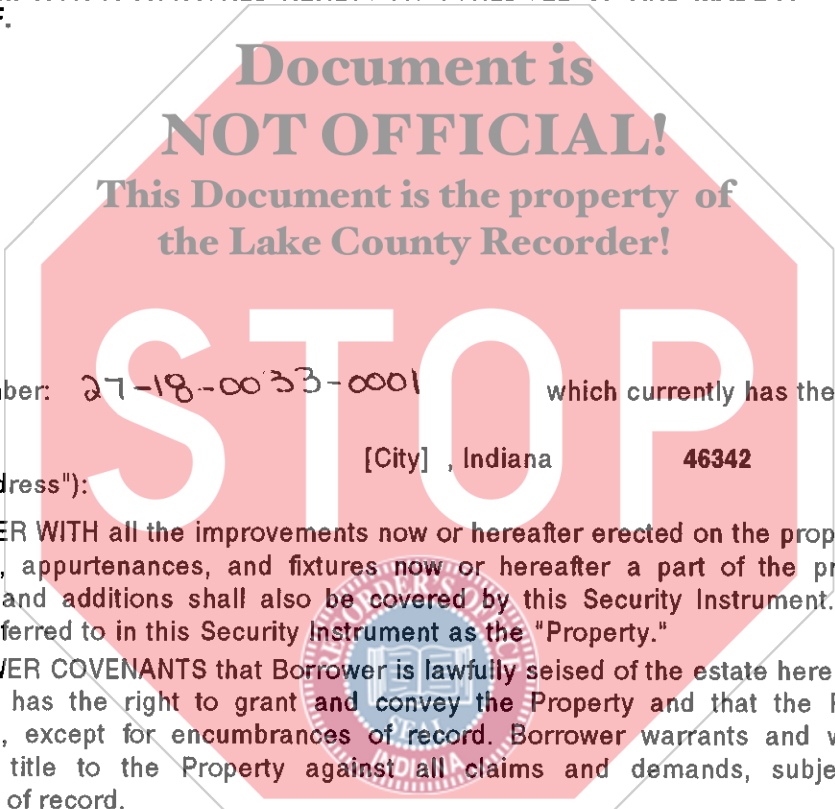 F.
Document is
NOT OFFICIAL!
This Document is the property of
the Lake County Recorder!
STOP
ber: 27-18-0033-0001 which currently has the
[City] , Indiana 46342
dress"):
ER WITH all the improvements now or hereafter erected on the prop
, appurtenances, and fixtures now or hereafter a part of the pr
and additions shall also be covered by this Security Instrument.
ferred to in this Security Instrument as the "Property."
WER COVENANTS that Borrower is lawfully seised of the estate here
has the right to grant and convey the Property and that the P
, except for encumbrances of record. Borrower warrants and w
title to the Property against all claims and demands, subje
of record.
SEAL
INDIANA